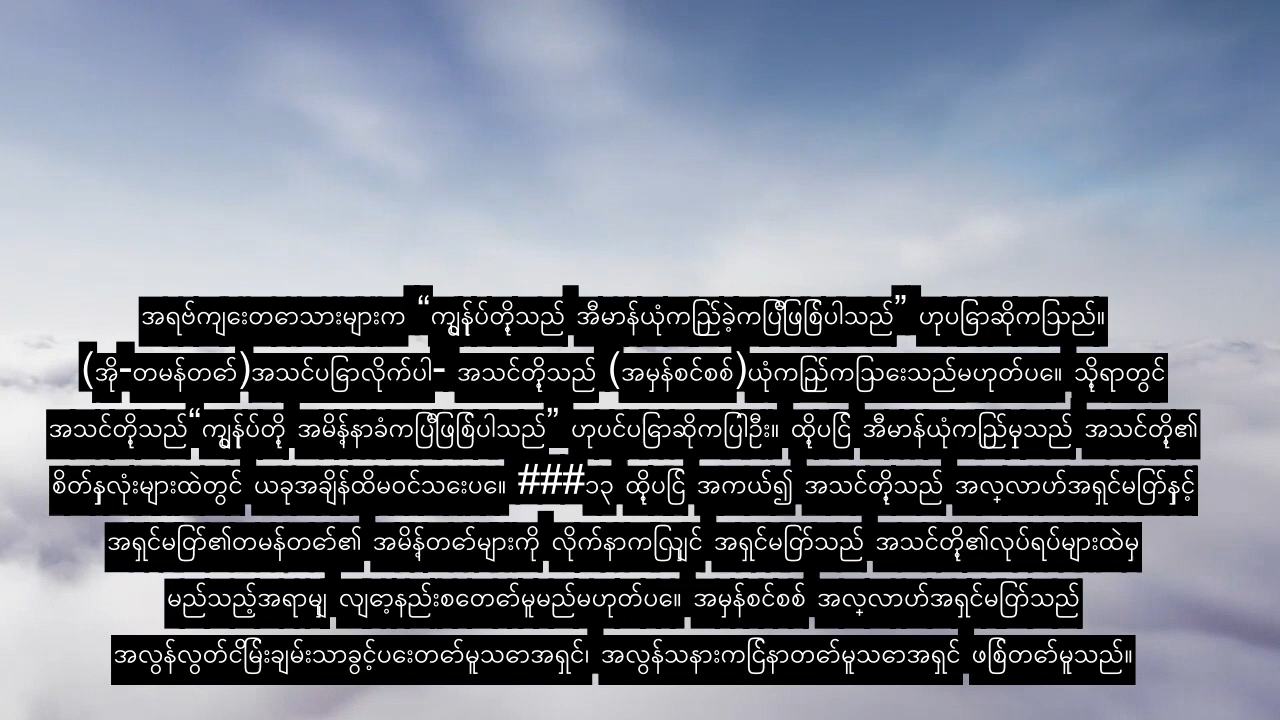 အရဗ်ကျေးတောသားများက “ကျွန်ုပ်တို့သည် အီမာန်ယုံကြည်ခဲ့ကြပြီဖြစ်ပါသည်” ဟုပြောဆိုကြသည်။
(အို-တမန်တော်)အသင်ပြောလိုက်ပါ- အသင်တို့သည် (အမှန်စင်စစ်)ယုံကြည်ကြသေးသည်မဟုတ်ပေ။ သို့ရာတွင်
အသင်တို့သည်“ကျွန်ုပ်တို့ အမိန့်နာခံကြပြီဖြစ်ပါသည်” ဟုပင်ပြောဆိုကြပါဦး။ ထို့ပြင် အီမာန်ယုံကြည်မှုသည် အသင်တို့၏
စိတ်နှလုံးများထဲတွင် ယခုအချိန်ထိမဝင်သေးပေ။ ###၁၃ ထို့ပြင် အကယ်၍ အသင်တို့သည် အလ္လာဟ်အရှင်မြတ်နှင့်
အရှင်မြတ်၏တမန်တော်၏ အမိန့်တော်များကို လိုက်နာကြလျှင် အရှင်မြတ်သည် အသင်တို့၏လုပ်ရပ်များထဲမှ
မည်သည့်အရာမျှ လျော့နည်းစေတော်မူမည်မဟုတ်ပေ။ အမှန်စင်စစ် အလ္လာဟ်အရှင်မြတ်သည်
အလွန်လွတ်ငြိမ်းချမ်းသာခွင့်ပေးတော်မူသောအရှင်၊ အလွန်သနားကြင်နာတော်မူသောအရှင် ဖြစ်တော်မူသည်။